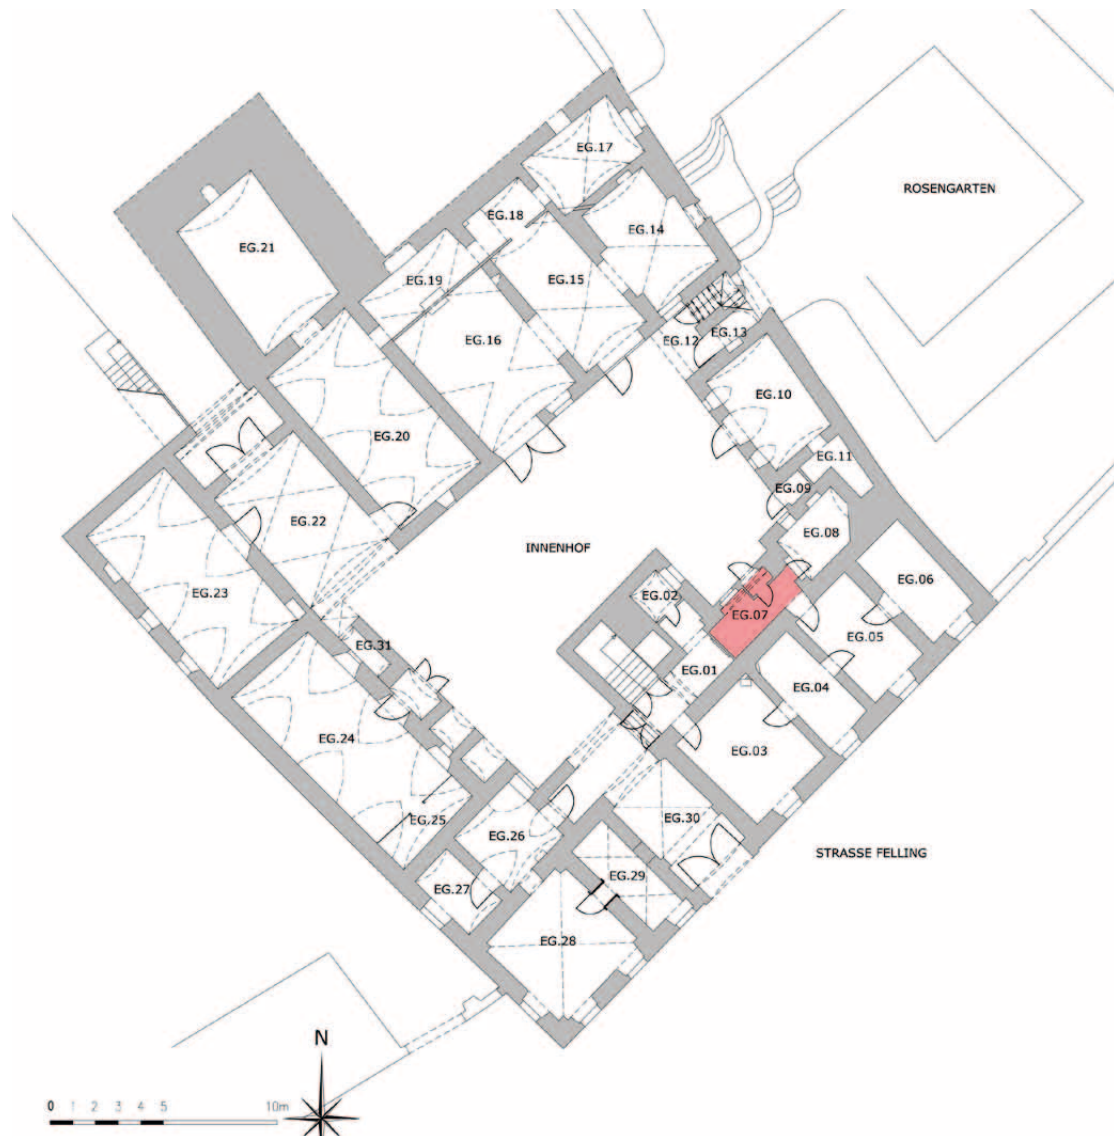 EG.17
ROSENGARTEN
EG.18
EG.14
EG.21
EG.19
EG.15
EG.16
EG.12
EG.13
EG.10
EG.20
EG.11
EG.09
EG.22
EG.08
INNENHOF
EG.06
EG.23
EG.02
EG.07
EG.05
EG.31
EG.01
EG.04
EG.24
EG.03
EG.25
EG.30
EG.26
STRASSE FELLING
EG.29
EG.27
EG.28
N
0 1 2 3 4 5 10m